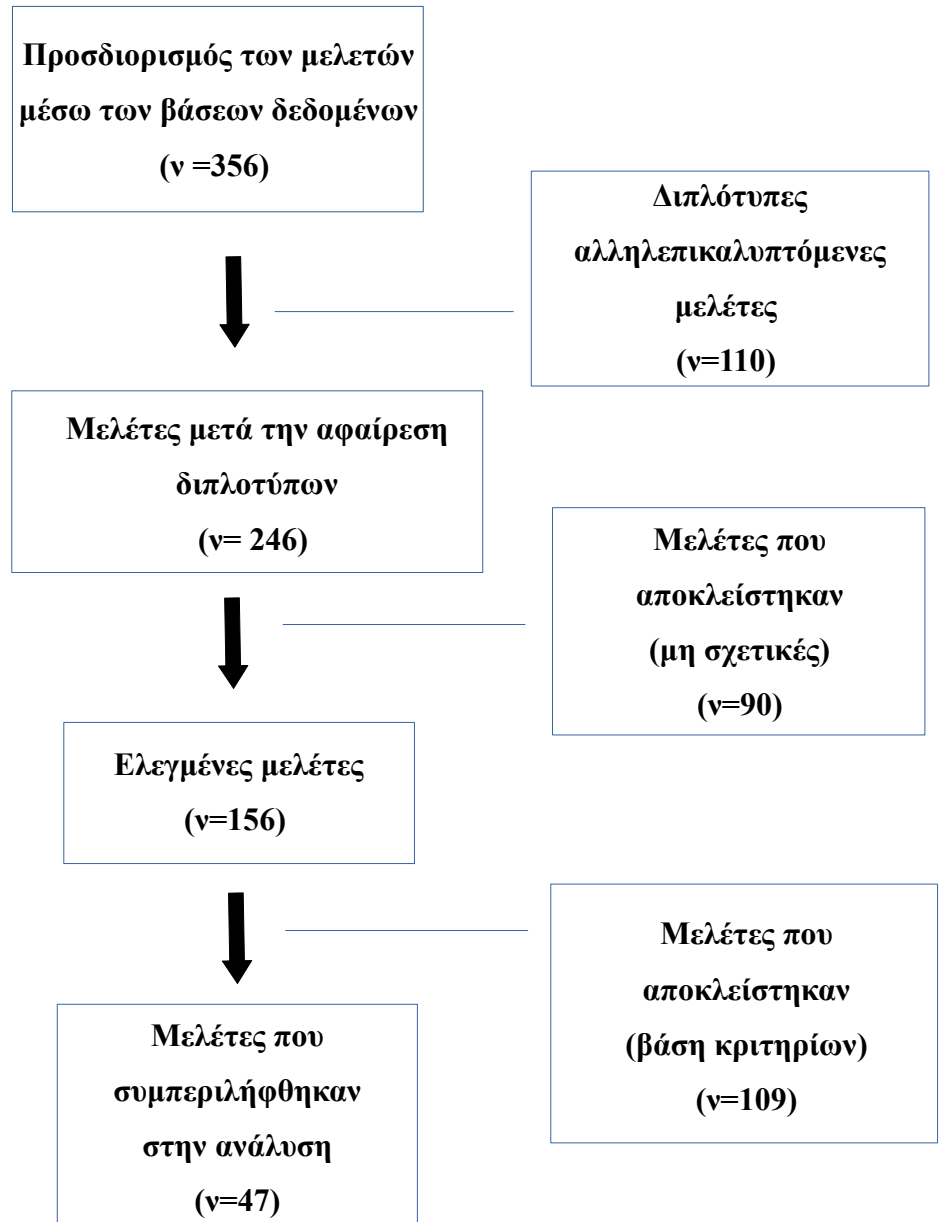 Προσδιορισμός των μελετών
μέσω των βάσεων δεδομένων
(ν =356)
Διπλότυπες
αλληλεπικαλυπτόμενες
μελέτες
(ν=110)
Μελέτες μετά την αφαίρεση
διπλοτύπων
(ν= 246)
Μελέτες που
αποκλείστηκαν
(μη σχετικές)
(ν=90)
Ελεγμένες μελέτες
(ν=156)
Μελέτες που
αποκλείστηκαν
(βάση κριτηρίων)
(ν=109)
Μελέτες που
συμπεριλήφθηκαν
στην ανάλυση
(ν=47)